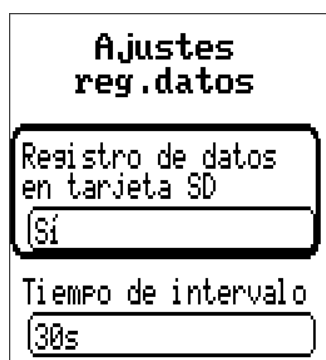 Ajustes
reg.datos
Registro de datos
en tarjeta SD
Sí
Tiempo de intervalo
30s